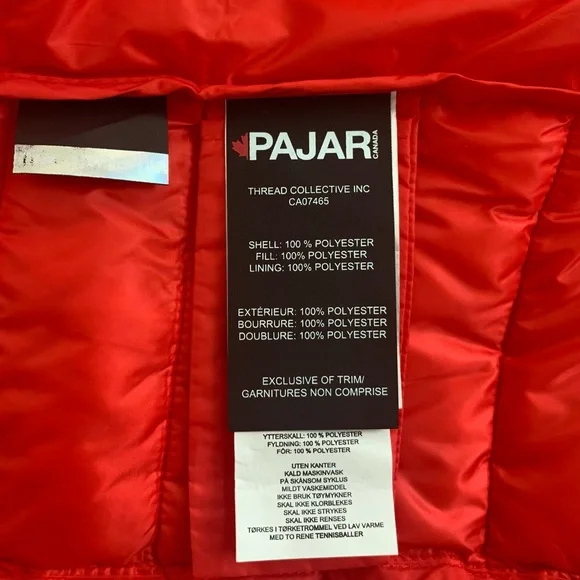 PAJAR
CANADA
THREAD COLLECTIVE INC
CA07465
SHELL: 100 % POLYESTER
FILL: 100% POLYESTER
LINING: 100% POLYESTER
EXTÉRIEUR: 100% POLYESTER
BOURRURE: 100% POLYESTER
DOUBLURE: 100% POLYESTER
EXCLUSIVE OF TRIM/
GARNITURES NON COMPRISE
YTTERSKALL: 100 % POLYESTER
FYLDNING: 100 % POLYESTER
FÔR: 100 % POLYESTER
UTEN KANTER
KALD MASKINVASK
PÅ SKÅNSOM SYKLUS
MILDT VASKEMIDDEL
IKKE BRUK TØYMYKNER
SKAL IKKE KLORBLEKES
SKAL IKKE STRYKES
SKAL IKKE RENSES
TØRKES I TØRKETROMMEL VED LAV VARME
MED TO RENE TENNISBALLER